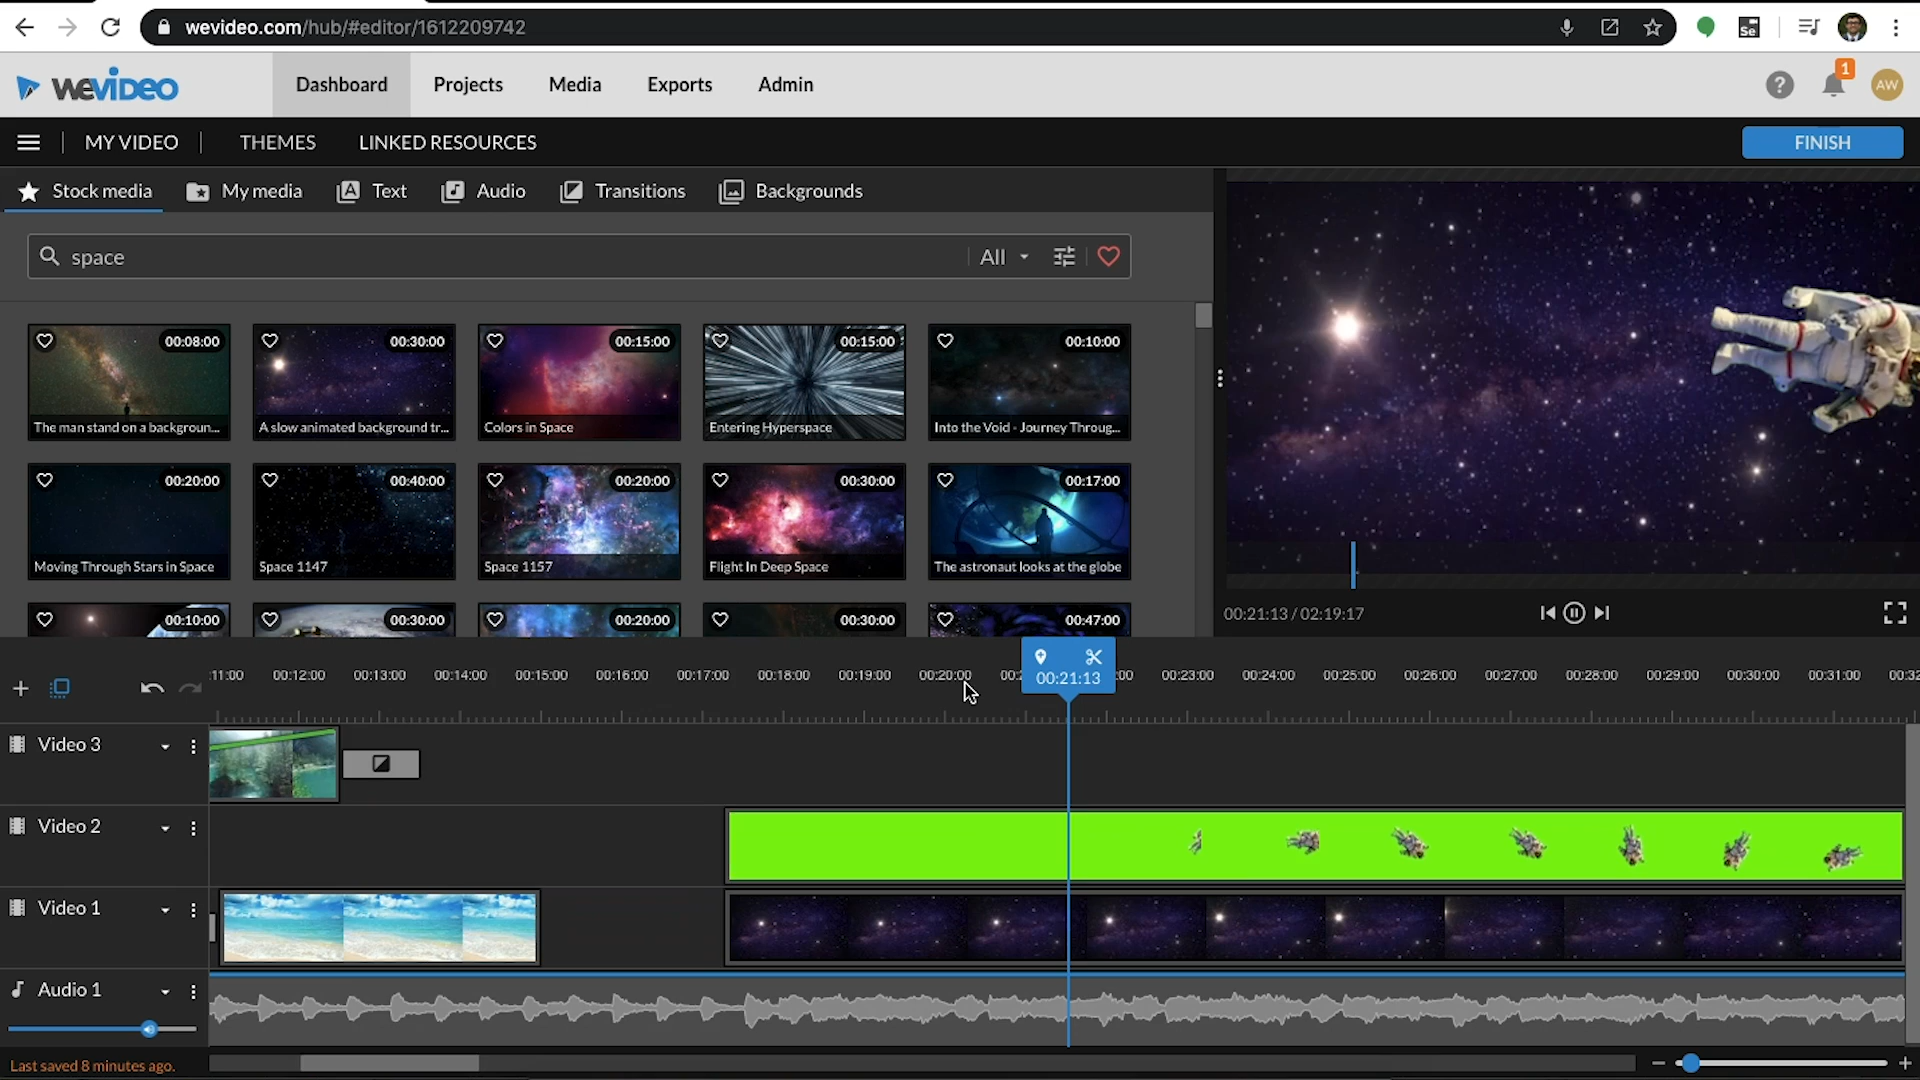 wevideo.com/hub/#editor/1612209742
Se
WEVIDEO
Dashboard
Projects
Media
Exports
Admin
?
1
AW
MY VIDEO
THEMES
LINKED RESOURCES
FINISH
Stock media
My media
Text
Audio
Transitions
Backgrounds
space
All
00:08:00
00:30:00
00:15:00
00:15:00
00:10:00
The man stand on a backgroun...
A slow animated background tr...
Colors in Space
Entering Hyperspace
Into the Void - Journey Throug...
00:20:00
00:40:00
00:20:00
00:30:00
00:17:00
Moving Through Stars in Space
Space 1147
Space 1157
Flight In Deep Space
The astronaut looks at the globe
00:10:00
00:30:00
00:20:00
00:30:00
00:47:00
00:21:13 / 02:19:17
:11:00
00:12:00
00:13:00
00:14:00
00:15:00
00:16:00
00:17:00
00:18:00
00:19:00
00:20:00
00:21:13
00:23:00
00:24:00
00:25:00
00:26:00
00:27:00
00:28:00
00:29:00
00:30:00
00:31:00
00:32
Video 3
Video 2
Video 1
Audio 1
Last saved 8 minutes ago.